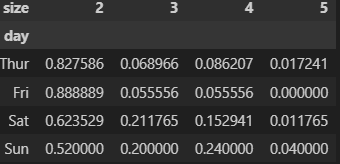 size 2 3 4 5
day
Thur 0.827586 0.068966 0.086207 0.017241
Fri 0.888889 0.055556 0.055556 0.000000
Sat 0.623529 0.211765 0.152941 0.011765
Sun 0.520000 0.200000 0.240000 0.040000